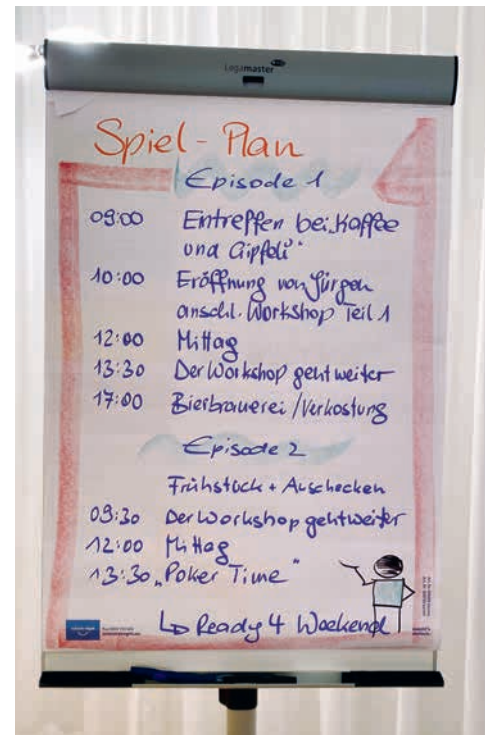 Legamaster
Spiel-Plan
Episode 1
09:00 Eintreffen bei "Kaffee
und Gipfeli"
10:00 Eröffnung von Jürgen
anschl. Workshop Teil 1
12:00 Mittag
13:30 Der Workshop geht weiter
17:00 Bierbrauerei / Verkostung
Episode 2
Frühstück + Auschecken
09:30 Der Workshop geht weiter
12:00 Mittag
13:30 „Poker Time"
↳ Ready 4 Weekend